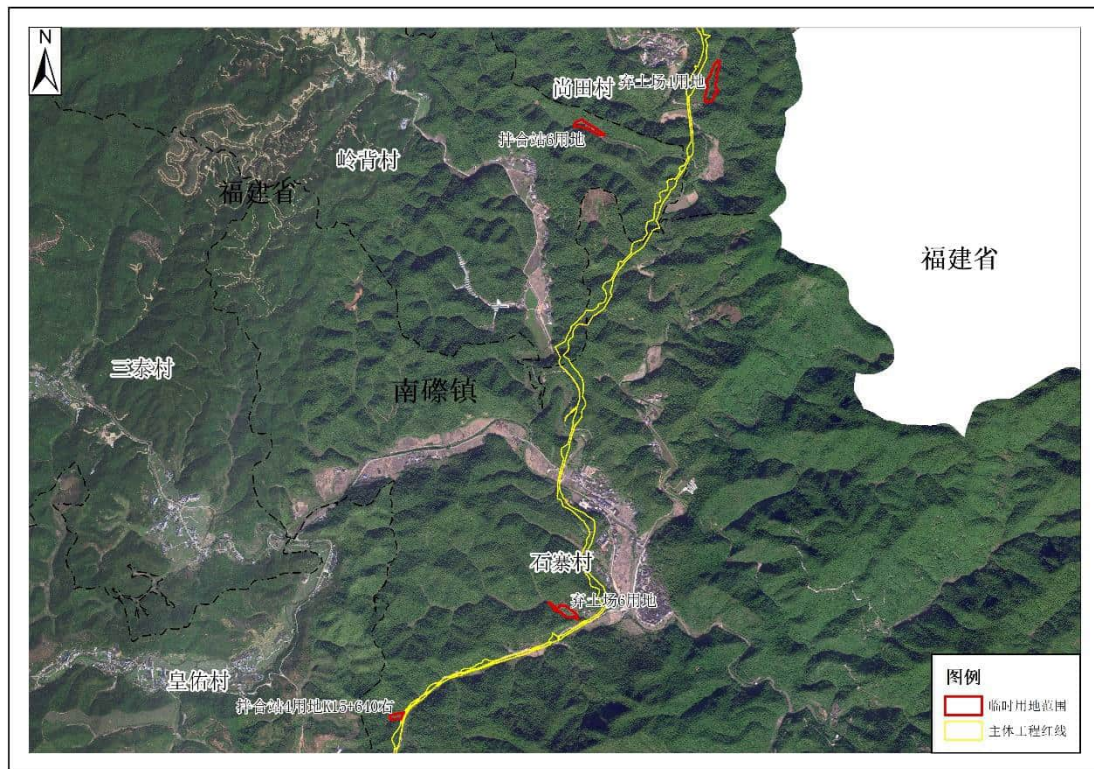 N
尚田村
弃土场4用地
拌合站6用地
岭背村
福建省
福建省
三泰村
南磜镇
石寨村
弃土场6用地
皇佑村
拌合站4用地K15+640右
图例
临时用地范围
主体工程红线